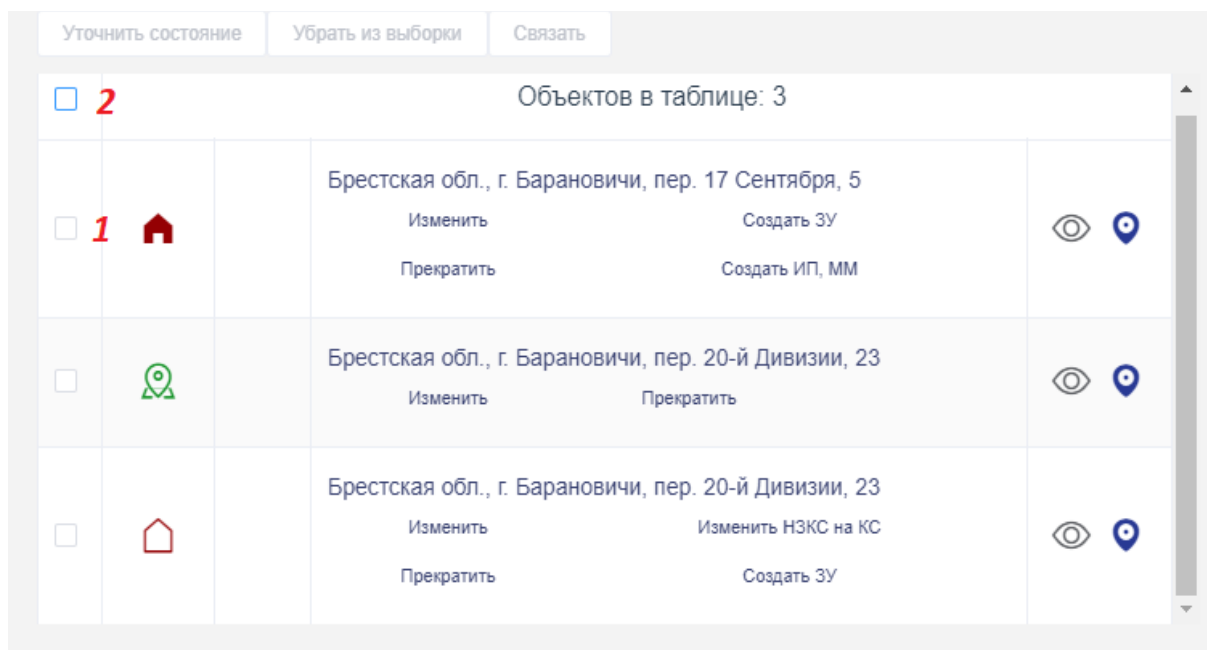 Уточнить состояние Убрать из выборки Связать
2 Объектов в таблице: 3
Брестская обл., г. Барановичи, пер. 17 Сентября, 5
1
Изменить Создать ЗУ
Прекратить Создать ИП, ММ
Брестская обл., г. Барановичи, пер. 20-й Дивизии, 23
Изменить Прекратить
Брестская обл., г. Барановичи, пер. 20-й Дивизии, 23
Изменить Изменить НЗКС на КС
Прекратить Создать ЗУ